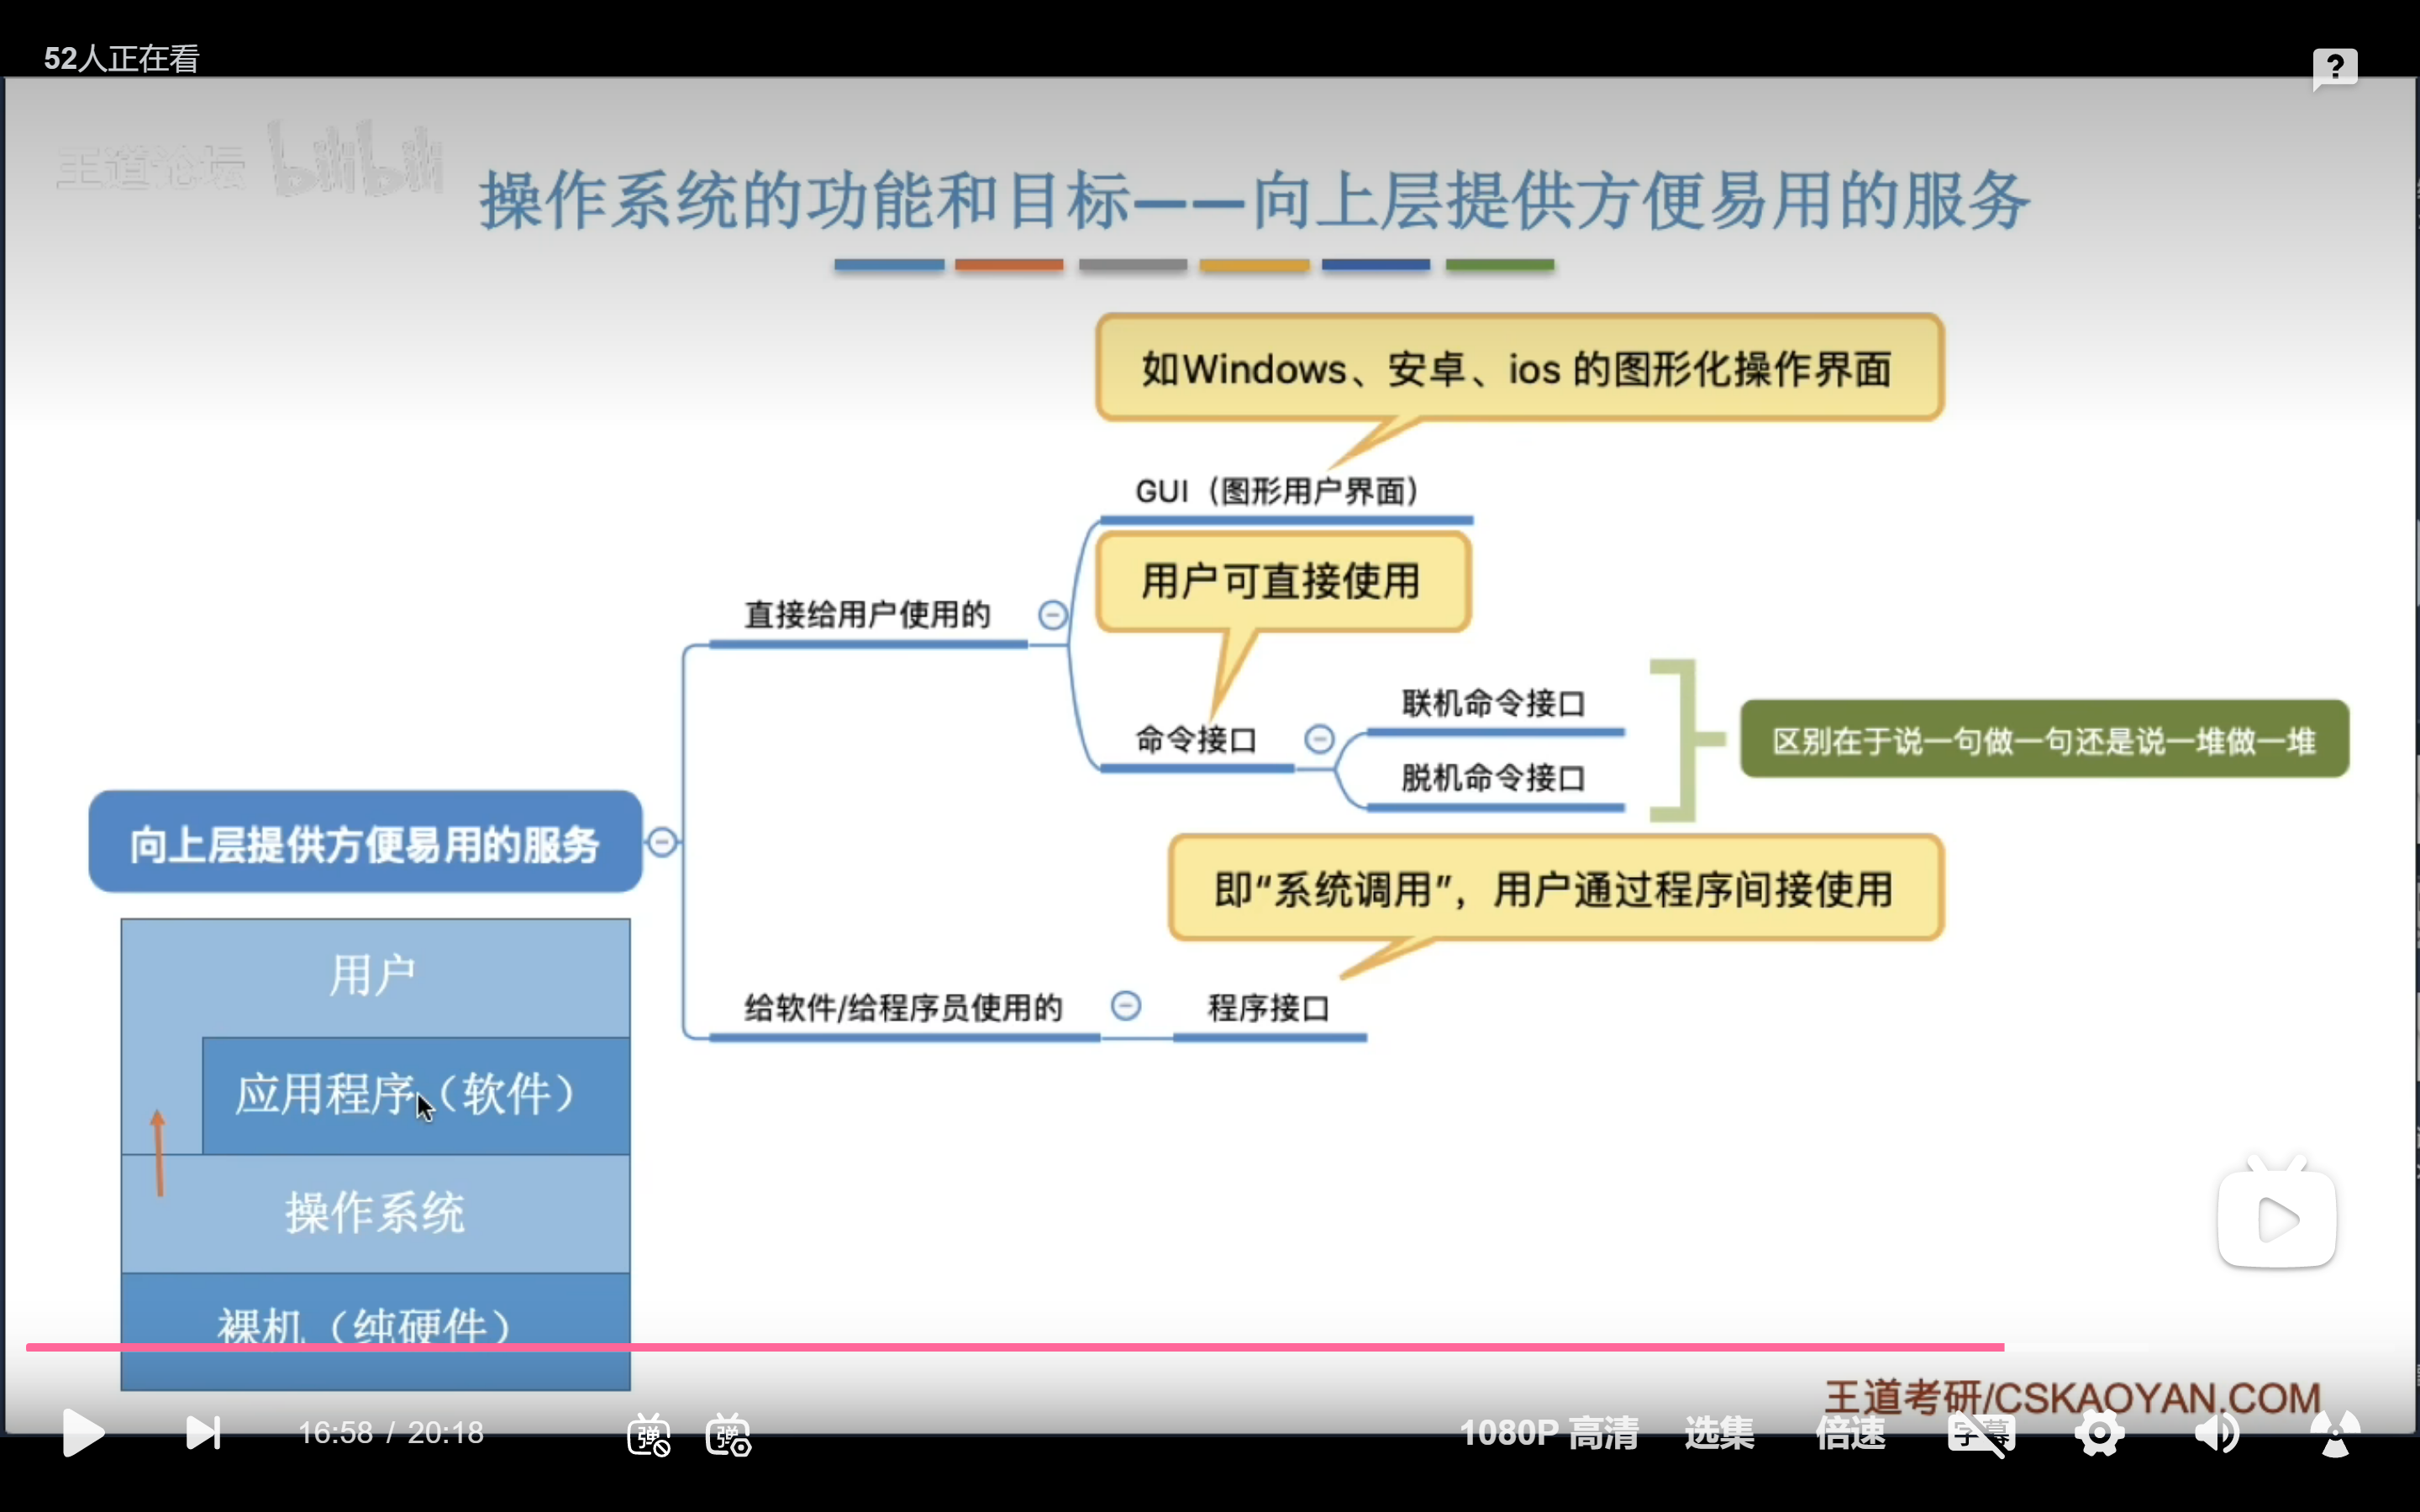 52人正在看
?
王道论坛 bilibili
操作系统的功能和目标——向上层提供方便易用的服务
如Windows、安卓、ios 的图形化操作界面
GUI（图形用户界面）
用户可直接使用
直接给用户使用的
联机命令接口
命令接口
区别在于说一句做一句还是说一堆做一堆
脱机命令接口
向上层提供方便易用的服务
即“系统调用”，用户通过程序间接使用
给软件/给程序员使用的
程序接口
用户
应用程序（软件）
操作系统
裸机（纯硬件）
王道考研/CSKAOYAN.COM
16:58 / 20:18
弹
弹
1080P 高清
选集
倍速
字幕